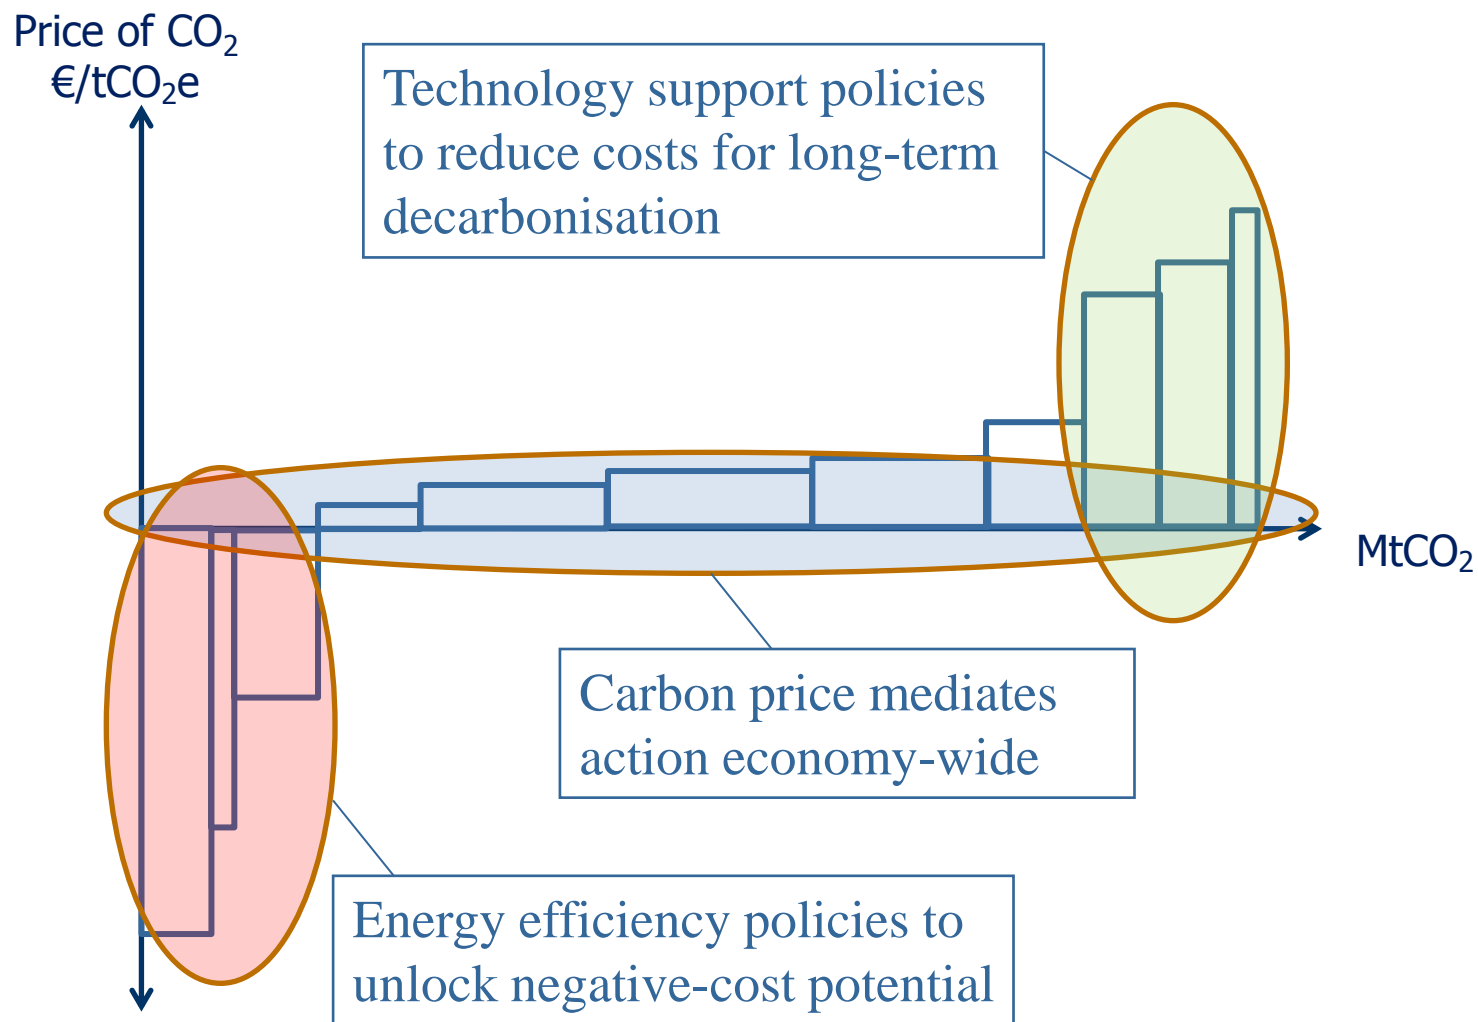 Price of CO₂
€/tCO₂e
Technology support policies
to reduce costs for long-term
decarbonisation
MtCO₂
Carbon price mediates
action economy-wide
Energy efficiency policies to
unlock negative-cost potential